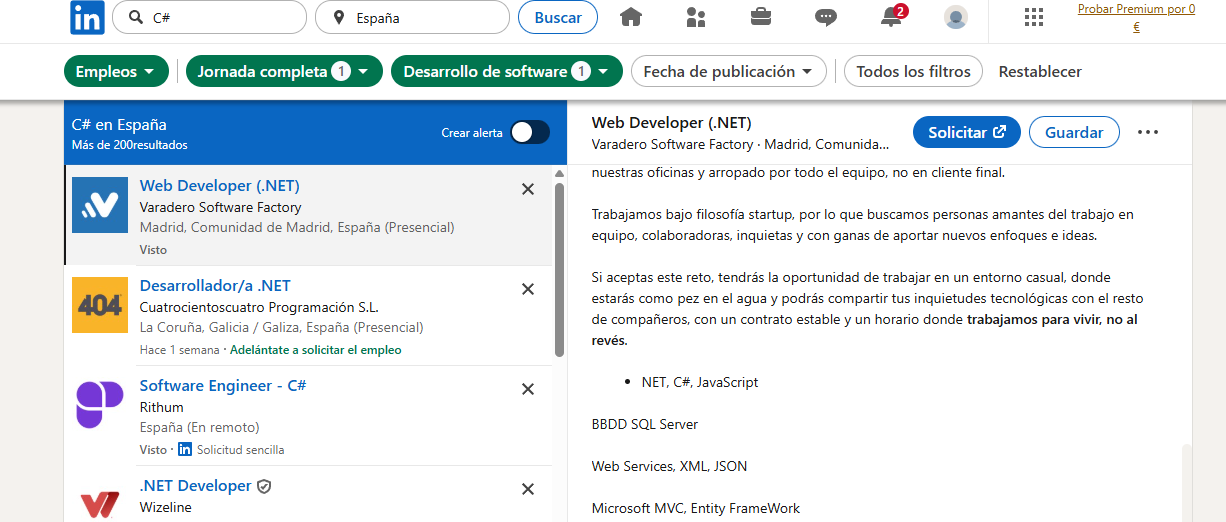 in
C#
España
Buscar
2
Probar Premium por 0
€
Empleos
Jornada completa 1
Desarrollo de software 1
Fecha de publicación
Todos los filtros
Restablecer
C# en España
Más de 200resultados
Crear alerta
Web Developer (.NET)
Varadero Software Factory
Madrid, Comunidad de Madrid, España (Presencial)
Visto
404
Desarrollador/a .NET
Cuatrocientoscuatro Programación S.L.
La Coruña, Galicia / Galiza, España (Presencial)
Hace 1 semana · Adelántate a solicitar el empleo
Software Engineer - C#
Rithum
España (En remoto)
Visto · in Solicitud sencilla
.NET Developer
Wizeline
Web Developer (.NET)
Varadero Software Factory · Madrid, Comunida...
Solicitar
Guardar
nuestras oficinas y arropado por todo el equipo, no en cliente final.
Trabajamos bajo filosofía startup, por lo que buscamos personas amantes del trabajo en
equipo, colaboradoras, inquietas y con ganas de aportar nuevos enfoques e ideas.
Si aceptas este reto, tendrás la oportunidad de trabajar en un entorno casual, donde
estarás como pez en el agua y podrás compartir tus inquietudes tecnológicas con el resto
de compañeros, con un contrato estable y un horario donde trabajamos para vivir, no al
revés.
• NET, C#, JavaScript
BBDD SQL Server
Web Services, XML, JSON
Microsoft MVC, Entity FrameWork